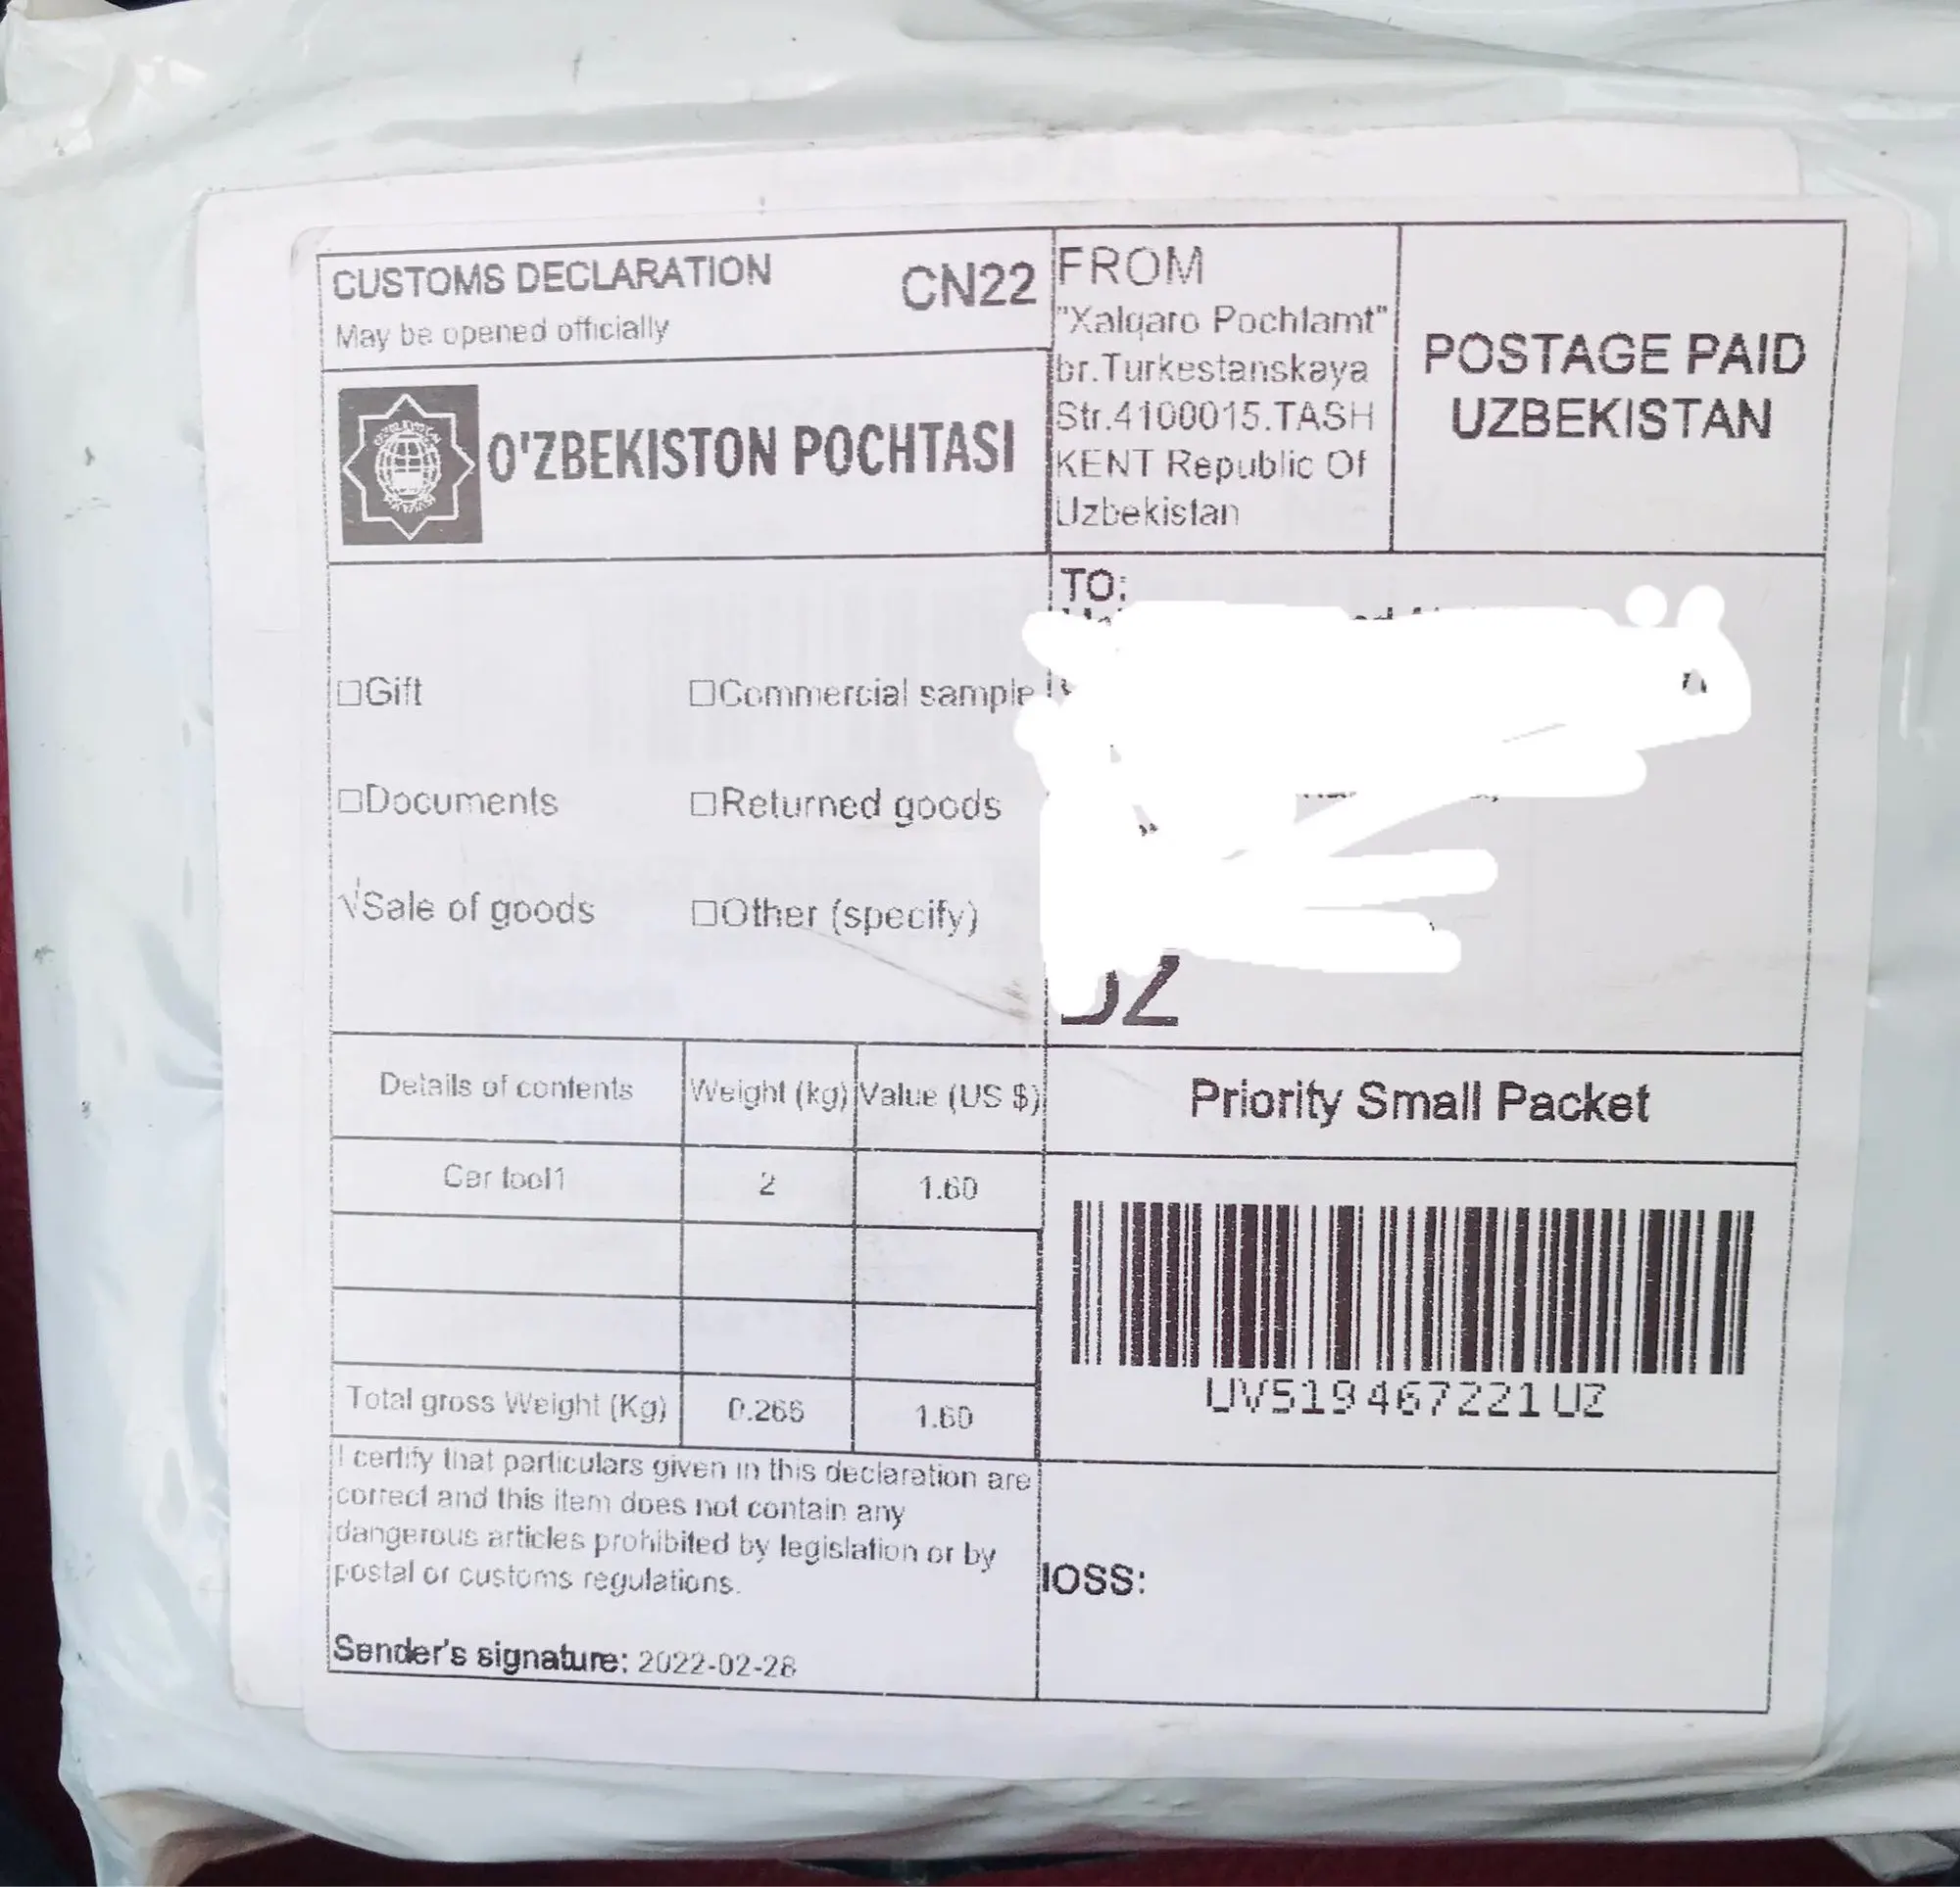 CUSTOMS DECLARATION CN22
May be opened officially
O'ZBEKISTON POCHTASI
FROM
"Xalqaro Pochtamt"
br.Turkestanskaya
Str.4100015.TASH
KENT Republic Of
Uzbekistan
POSTAGE PAID
UZBEKISTAN
TO:
□Gift □Commercial sample
□Documents □Returned goods
√Sale of goods □Other (specify)
DZ
Details of contents Weight (kg) Value (US $)
Car tool1 2 1.60
Total gross Weight (Kg) 0.266 1.60
Priority Small Packet
UV519467221UZ
I certify that particulars given in this declaration are
correct and this item does not contain any
dangerous articles prohibited by legislation or by
postal or customs regulations.
Sender's signature: 2022-02-28
IOSS: